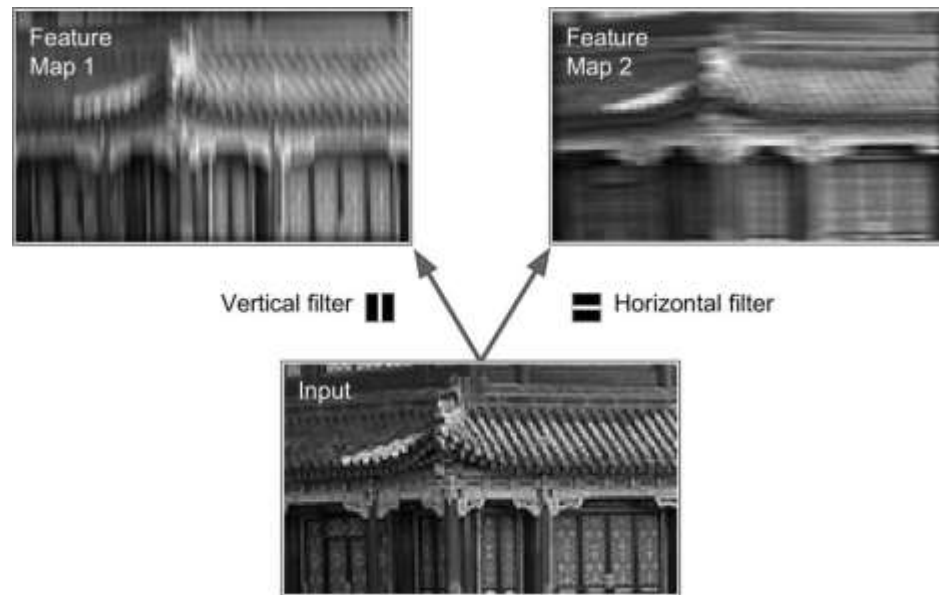 Feature
Map 1
Feature
Map 2
Vertical filter
Horizontal filter
Input